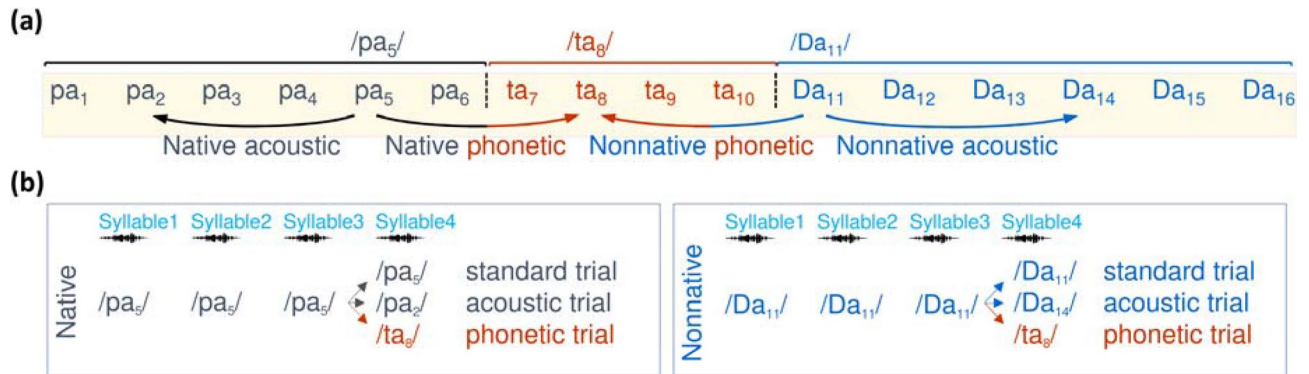 (a)
/pa₅/ /ta₈/ /Da₁₁/
pa₁ pa₂ pa₃ pa₄ pa₅ pa₆ ta₇ ta₈ ta₉ ta₁₀ Da₁₁ Da₁₂ Da₁₃ Da₁₄ Da₁₅ Da₁₆
Native acoustic Native phonetic Nonnative phonetic Nonnative acoustic
(b)
Native
Syllable1 Syllable2 Syllable3 Syllable4
/pa₅/ standard trial
/pa₅/ /pa₅/ /pa₅/ /pa₂/ acoustic trial
/ta₈/ phonetic trial
Nonnative
Syllable1 Syllable2 Syllable3 Syllable4
/Da₁₁/ standard trial
/Da₁₁/ /Da₁₁/ /Da₁₁/ /Da₁₄/ acoustic trial
/ta₈/ phonetic trial